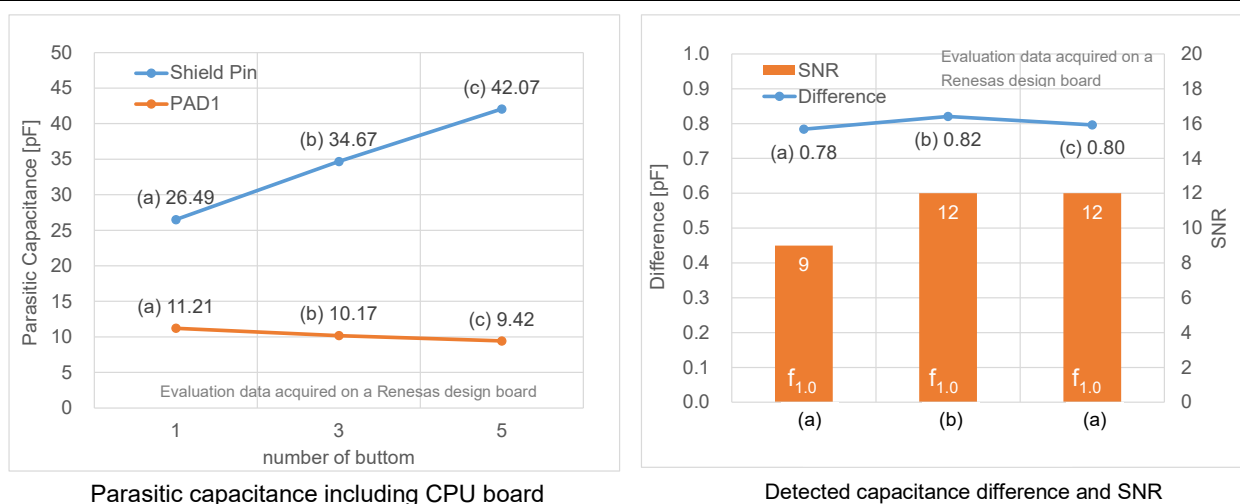 50
45
40
35
30
25
20
15
10
5
0
Parasitic Capacitance [pF]
Shield Pin
PAD1
(a) 26.49
(b) 34.67
(c) 42.07
(a) 11.21
(b) 10.17
(c) 9.42
Evaluation data acquired on a Renesas design board
1 3 5
number of buttom
Parasitic capacitance including CPU board
1.0
0.9
0.8
0.7
0.6
0.5
0.4
0.3
0.2
0.1
0.0
Difference [pF]
Evaluation data acquired on a
Renesas design board
SNR
Difference
(a) 0.78
(b) 0.82
(c) 0.80
9
12
12
f1.0
f1.0
f1.0
(a) (b) (a)
20
18
16
14
12
10
8
6
4
2
0
SNR
Detected capacitance difference and SNR